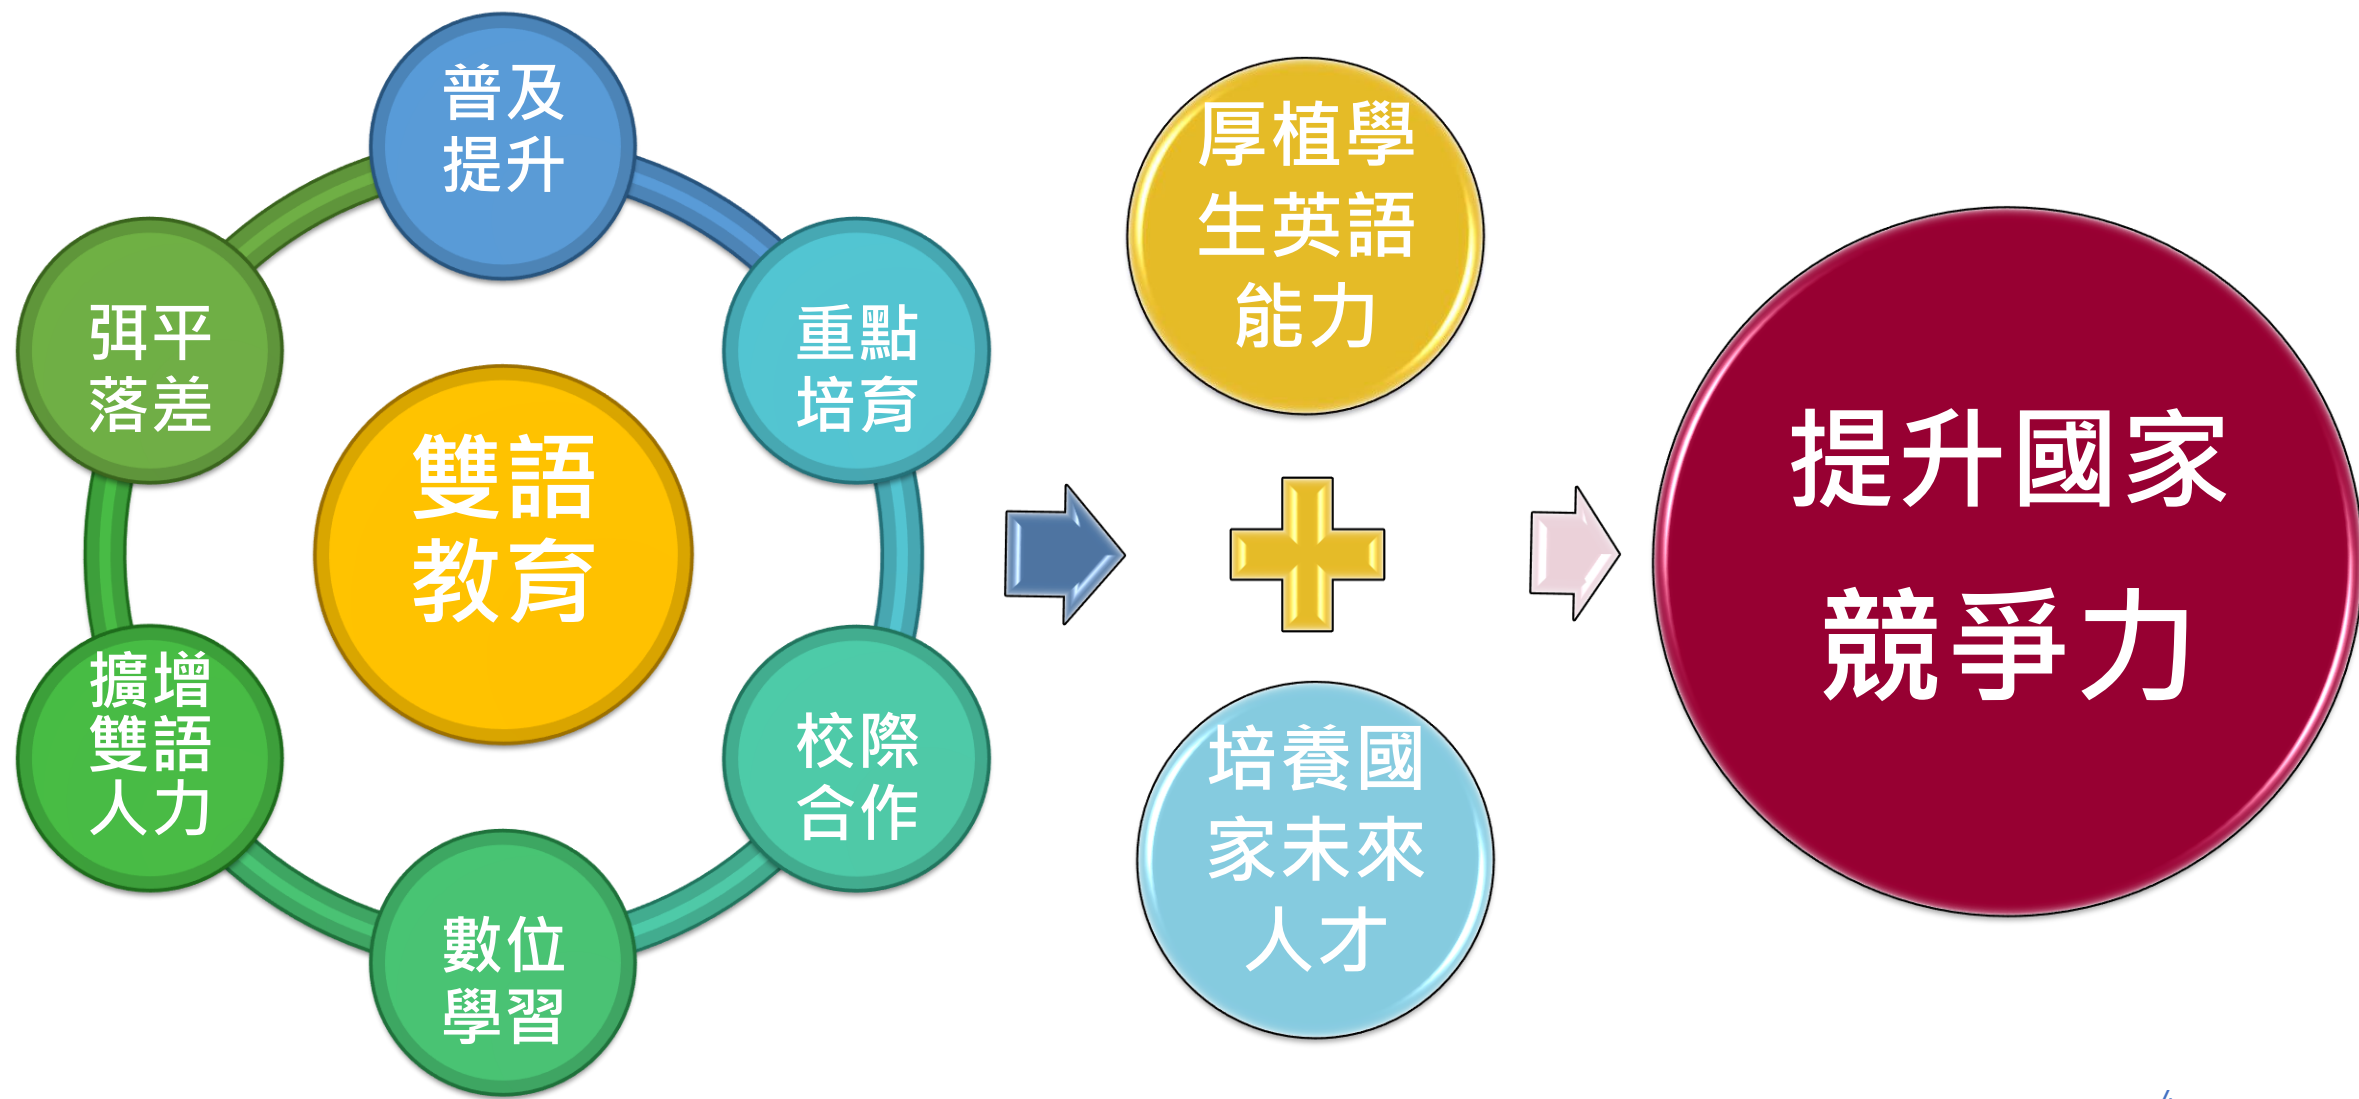 普及
提升
重點
培育
校際
合作
數位
學習
擴增
雙語
人力
弭平
落差
雙語
教育
厚植學
生英語
能力
培養國
家未來
人才
提升國家
競爭力